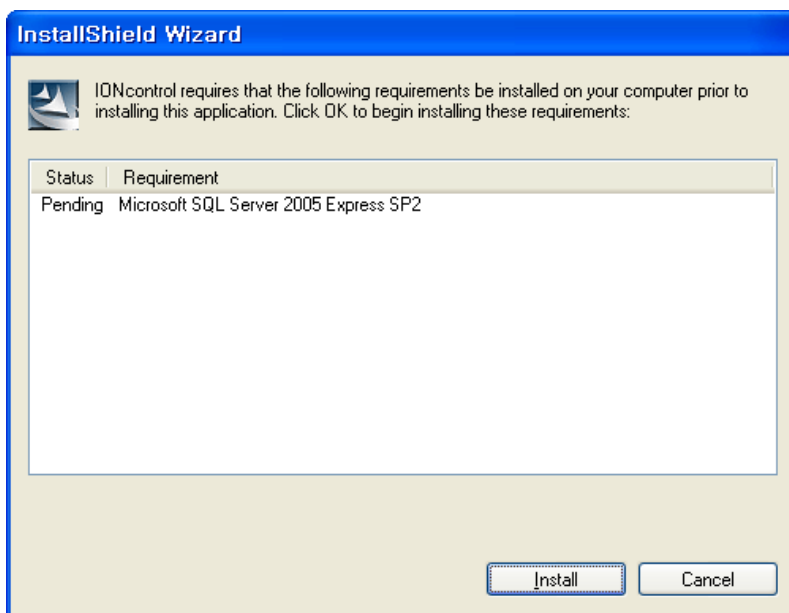 InstallShield Wizard
IONcontrol requires that the following requirements be installed on your computer prior to
installing this application. Click OK to begin installing these requirements:
Status Requirement
Pending Microsoft SQL Server 2005 Express SP2
Install Cancel